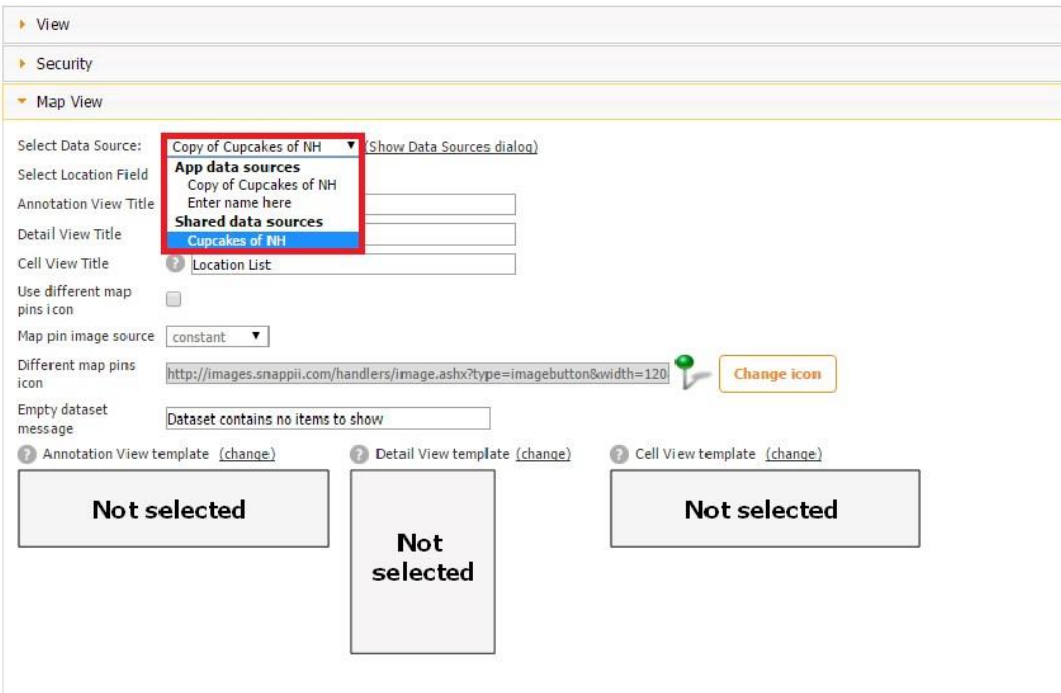 View
Security
Map View
Select Data Source: Copy of Cupcakes of NH (Show Data Sources dialog)
App data sources
Select Location Field Copy of Cupcakes of NH
Enter name here
Annotation View Title
Shared data sources
Detail View Title Cupcakes of NH
Cell View Title ? Location List
Use different map
pins icon
Map pin image source constant
Different map pins
icon http://images.snappii.com/handlers/image.ashx?type=imagebutton&width=120 Change icon
Empty dataset
message Dataset contains no items to show
? Annotation View template (change) ? Detail View template (change) ? Cell View template (change)
Not selected Not selected
Not
selected